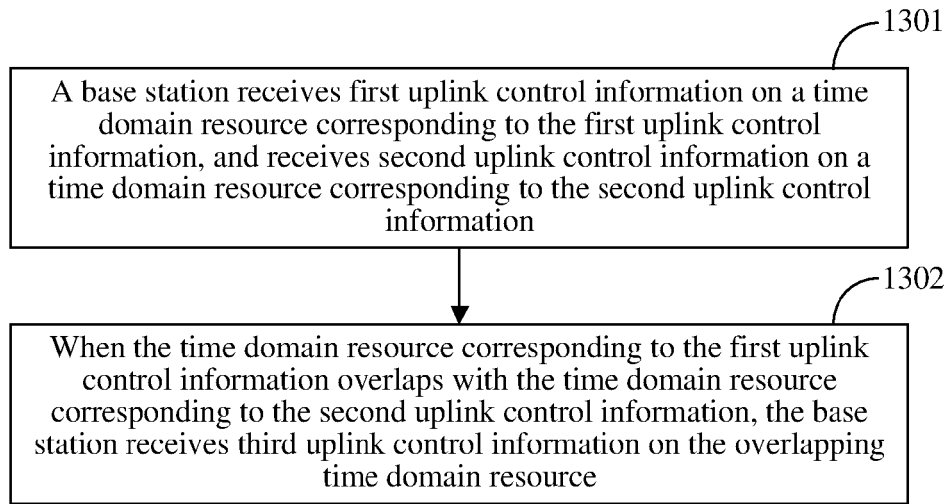 1301
A base station receives first uplink control information on a time
domain resource corresponding to the first uplink control
information, and receives second uplink control information on a
time domain resource corresponding to the second uplink control
information
1302
When the time domain resource corresponding to the first uplink
control information overlaps with the time domain resource
corresponding to the second uplink control information, the base
station receives third uplink control information on the overlapping
time domain resource